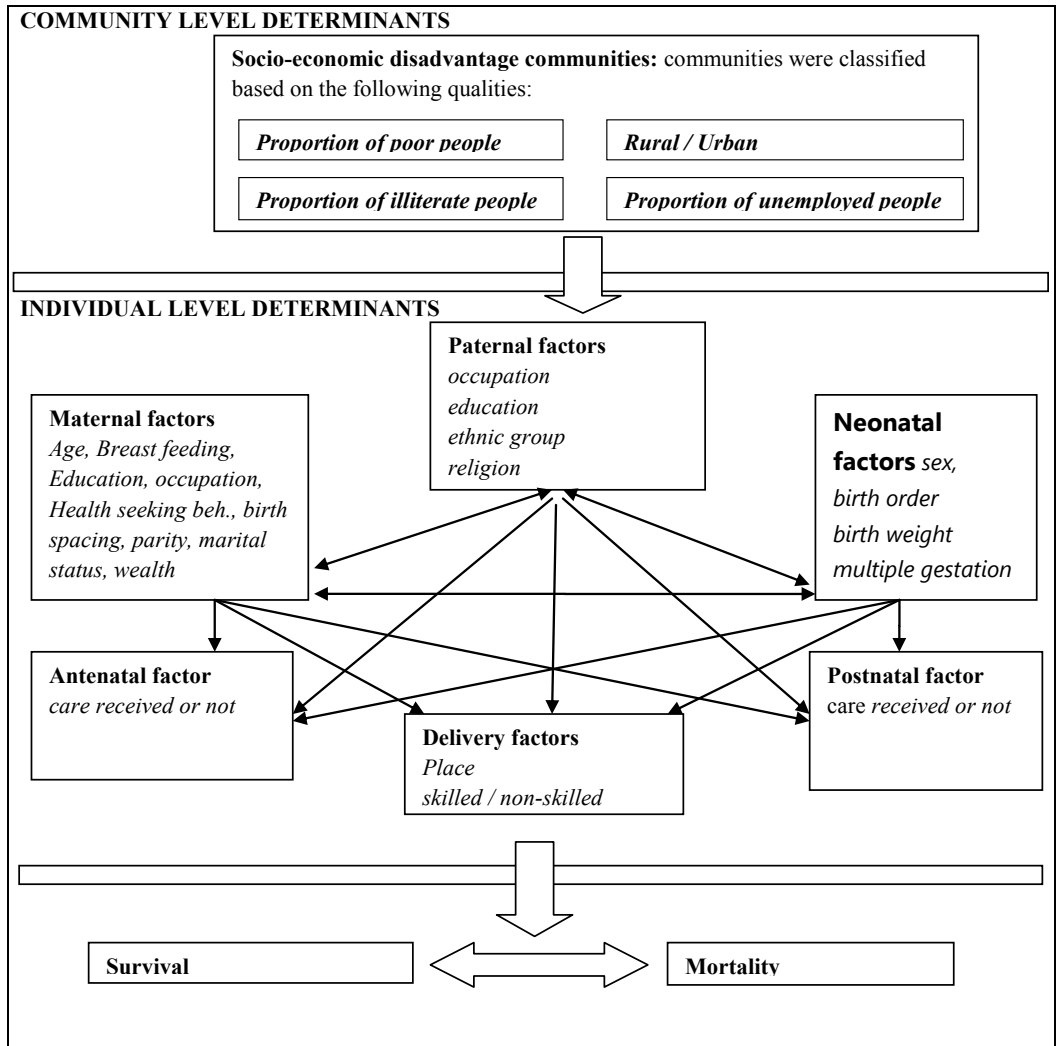 COMMUNITY LEVEL DETERMINANTS
Socio-economic disadvantage communities: communities were classified
based on the following qualities:
Proportion of poor people
Rural / Urban
Proportion of illiterate people
Proportion of unemployed people
INDIVIDUAL LEVEL DETERMINANTS
Paternal factors
occupation
education
ethnic group
religion
Maternal factors
Age, Breast feeding,
Education, occupation,
Health seeking beh., birth
spacing, parity, marital
status, wealth
Neonatal
factors sex,
birth order
birth weight
multiple gestation
Antenatal factor
care received or not
Delivery factors
Place
skilled / non-skilled
Postnatal factor
care received or not
Survival
Mortality